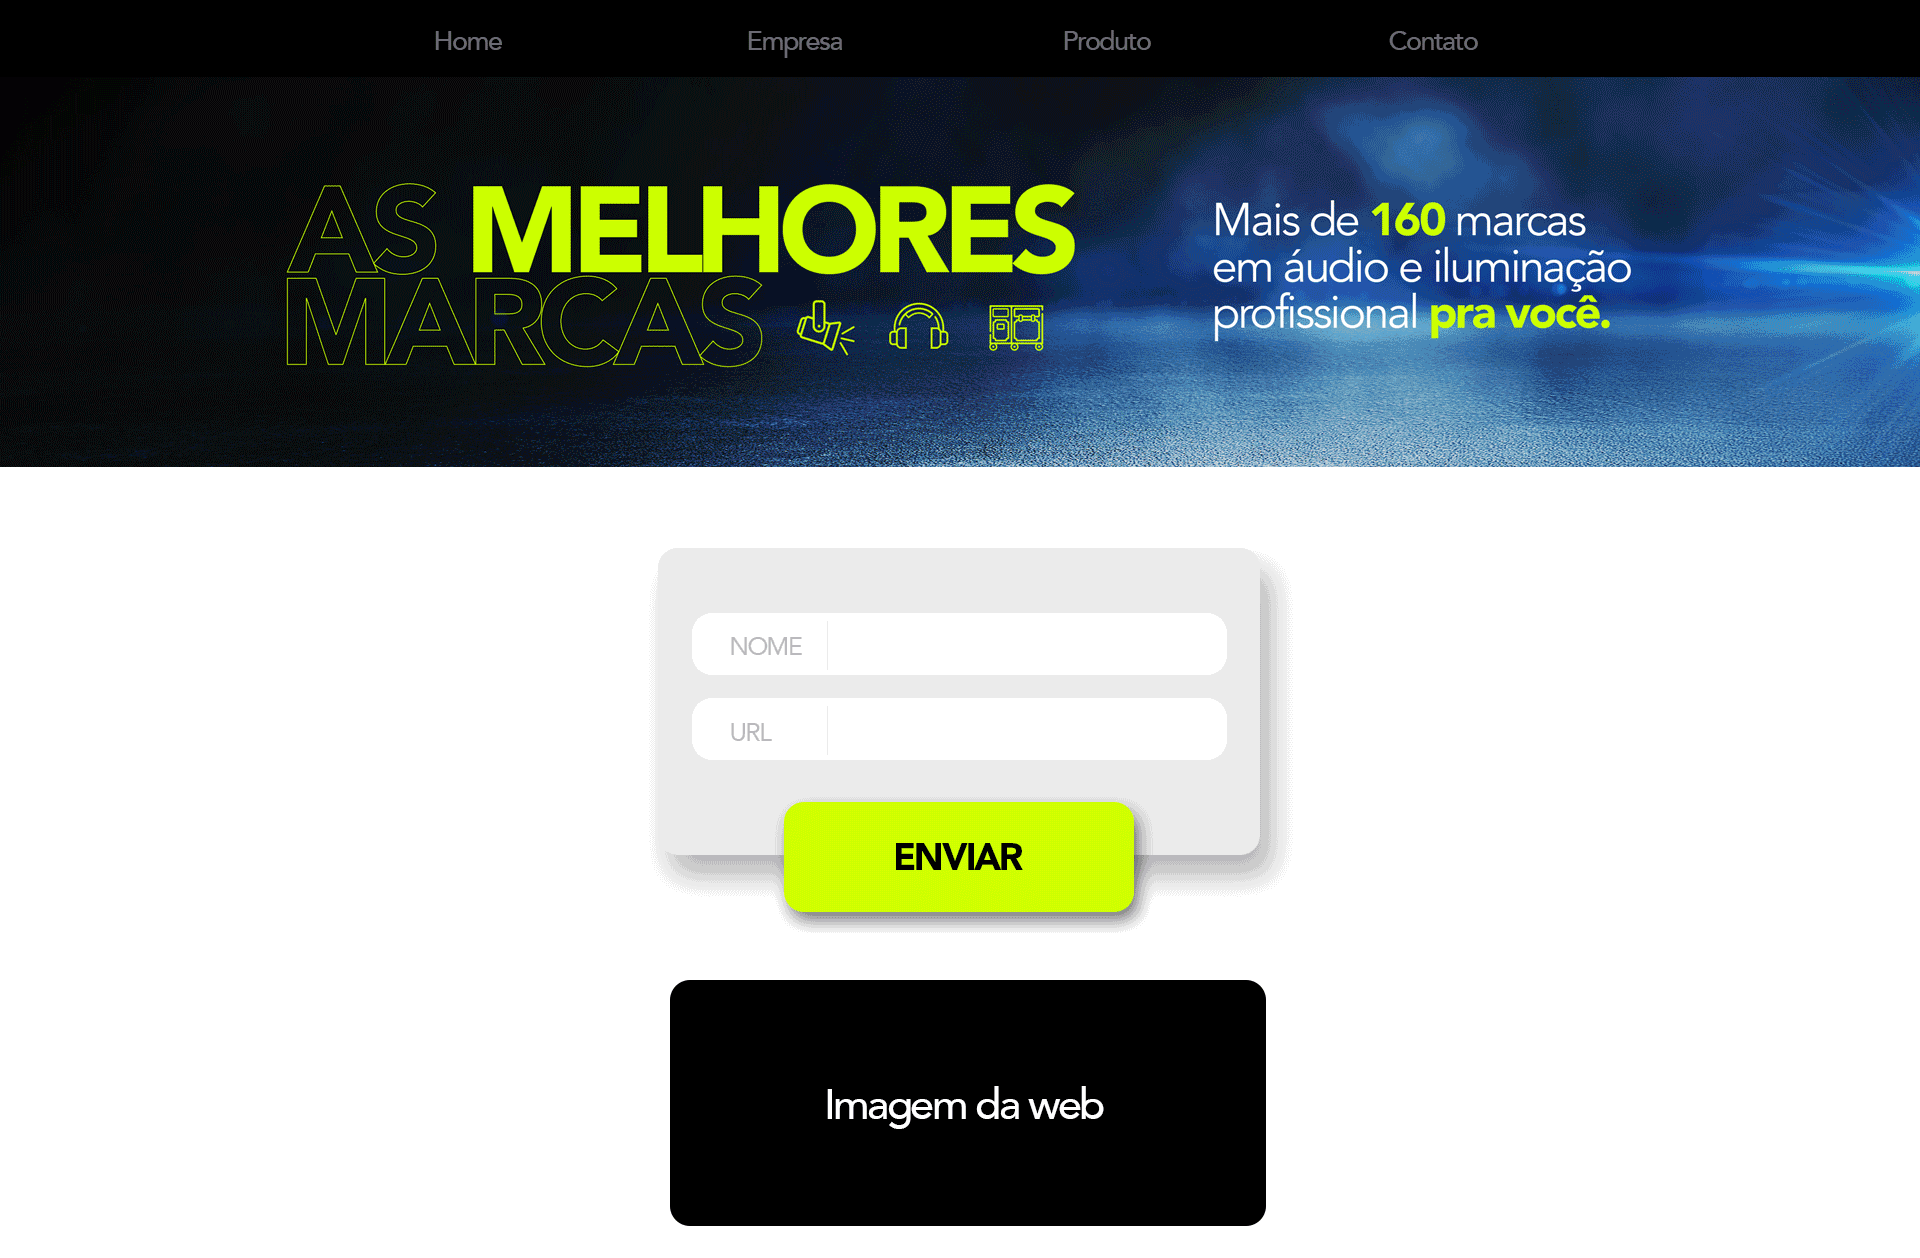 Home Empresa Produto Contato
AS MELHORES
MARCAS
Mais de 160 marcas
em áudio e iluminação
profissional pra você.
NOME
URL
ENVIAR
Imagem da web